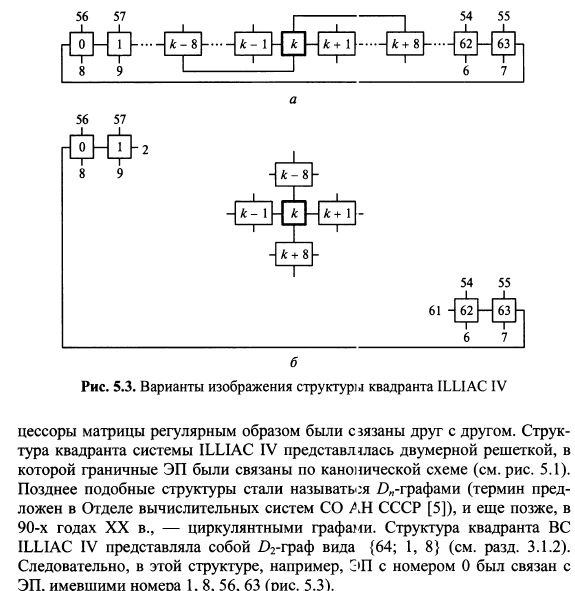 56 57 54 55
0 1 k – 8 k – 1 k k + 1 k + 8 62 63
8 9 6 7
а
56 57
0 1 2
8 9
k – 8
k – 1 k k + 1
k + 8
54 55
61 62 63
6 7
б
Рис. 5.3. Варианты изображения структуры квадранта ILLIAC IV
цессоры матрицы регулярным образом были связаны друг с другом. Струк-
тура квадранта системы ILLIAC IV представлялась двумерной решеткой, в
которой граничные ЭП были связаны по канонической схеме (см. рис. 5.1).
Позднее подобные структуры стали называться Dn-графами (термин пред-
ложен в Отделе вычислительных систем СО АН СССР [5]), и еще позже, в
90-х годах XX в., — циркулянтными графами. Структура квадранта ВС
ILLIAC IV представляла собой D2-граф вида {64; 1, 8} (см. разд. 3.1.2).
Следовательно, в этой структуре, например, ЭП с номером 0 был связан с
ЭП, имевшими номера 1, 8, 56, 63 (рис. 5.3).